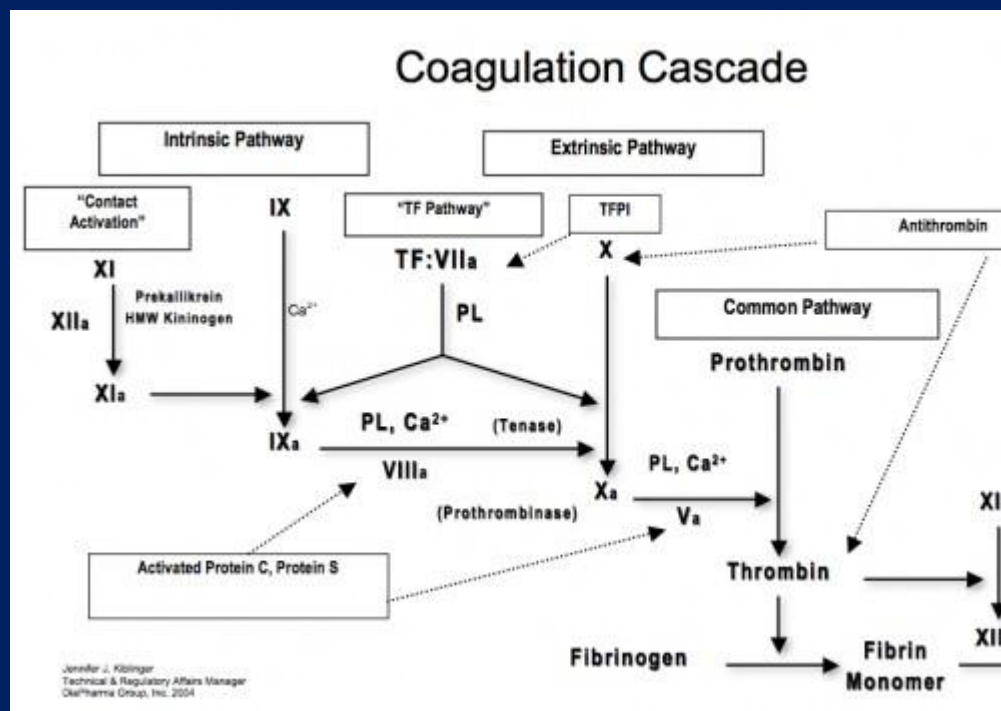 Coagulation Cascade
Intrinsic Pathway
Extrinsic Pathway
"Contact
Activation"
IX
"TF Pathway"
TFPI
Antithrombin
XI
TF:VIIa
X
Prekallikrein
HMW Kininogen
XIIa
Ca²⁺
PL
Common Pathway
Prothrombin
XIa
IXa
PL, Ca²⁺
(Tenase)
VIIIa
Xa
PL, Ca²⁺
(Prothrombinase)
Va
XI
Activated Protein C, Protein S
Thrombin
XII
Fibrinogen
Fibrin
Monomer
Jennifer J. Kiblinger
Technical & Regulatory Affairs Manager
Group, Inc. 2004